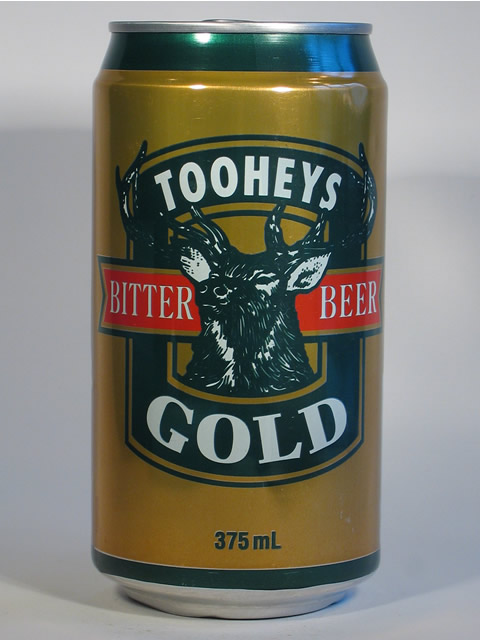 TOOHEYS
BITTER BEER
GOLD
375 mL